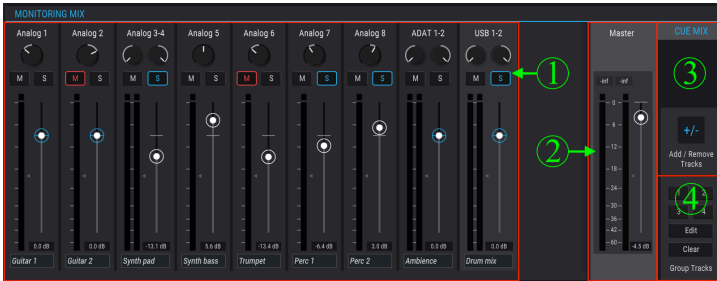 MONITORING MIX
CUE MIX
Analog 1 Analog 2 Analog 3-4 Analog 5 Analog 6 Analog 7 Analog 8 ADAT 1-2 USB 1-2 Master
M S M S M S M S M S M S M S M S M S
1
-inf -inf
3
0
6
12
18
24
30
36
42
60
2
+/-
Add / Remove
Tracks
1 2
3 4
4
Edit
Clear
Group Tracks
0.0 dB 0.0 dB -13.1 dB 5.6 dB -13.4 dB -6.4 dB 3.0 dB 0.0 dB 0.0 dB -4.5 dB
Guitar 1 Guitar 2 Synth pad Synth bass Trumpet Perc 1 Perc 2 Ambience Drum mix